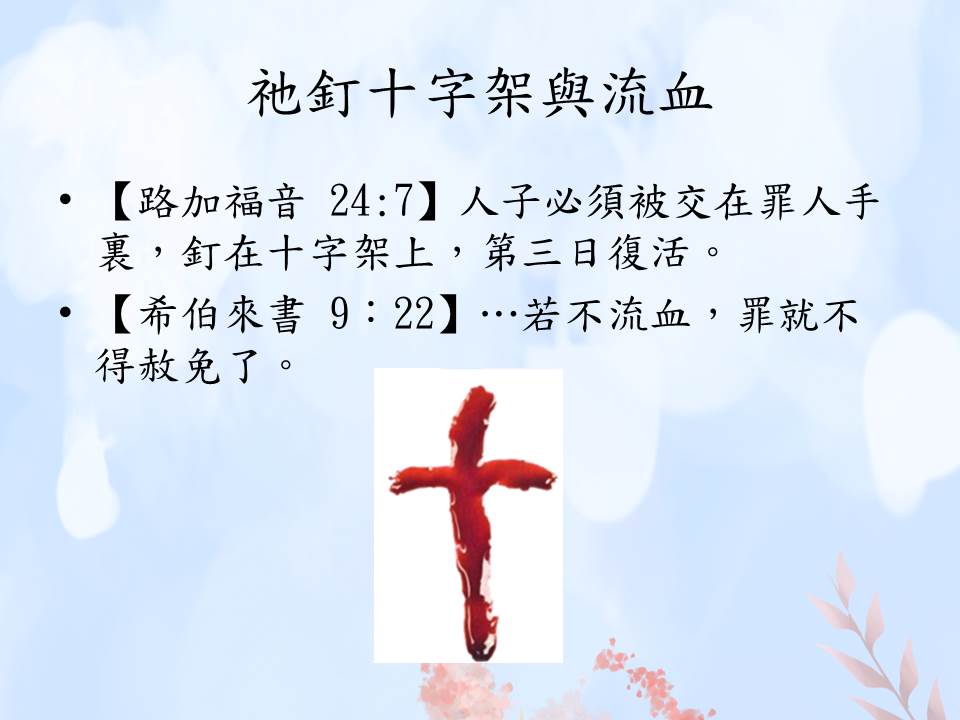 祂釘十字架與流血
• 【路加福音 24:7】人子必須被交在罪人手
裏，釘在十字架上，第三日復活。
• 【希伯來書 9：22】…若不流血，罪就不
得赦免了。